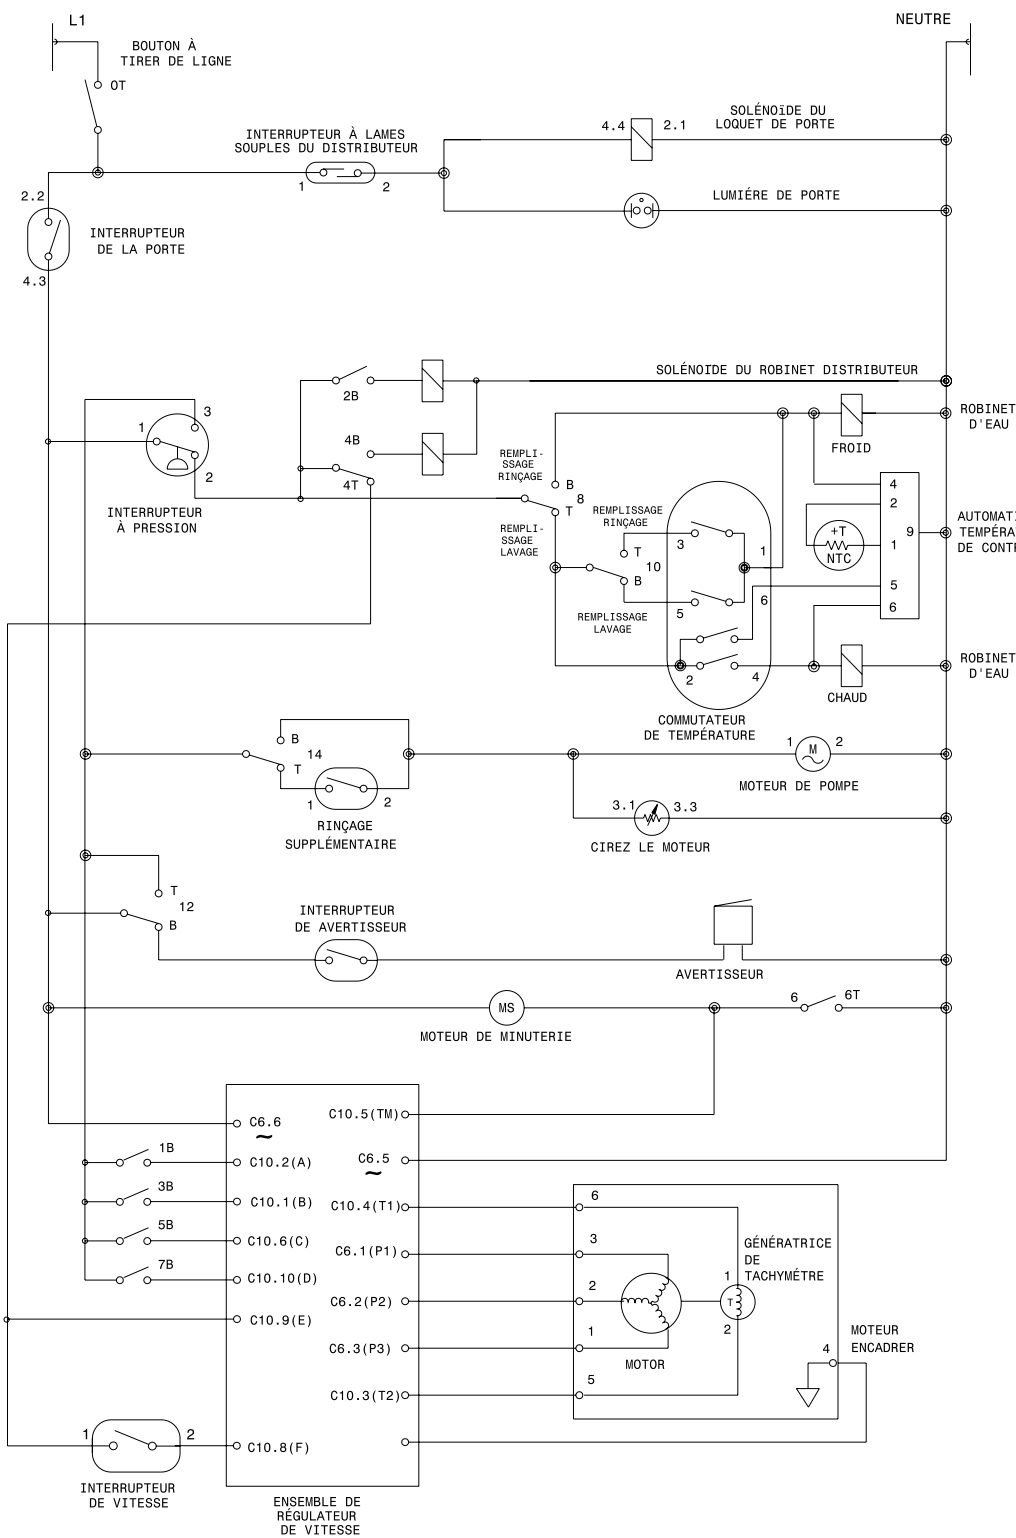 L1
NEUTRE
BOUTON À
TIRER DE LIGNE
OT
INTERRUPTEUR À LAMES
SOUPLES DU DISTRIBUTEUR
1 2
SOLÉNOïDE DU
LOQUET DE PORTE
4.4 2.1
LUMIÉRE DE PORTE
2.2
INTERRUPTEUR
DE LA PORTE
4.3
SOLÉNOIDE DU ROBINET DISTRIBUTEUR
2B
4B
4T
3
1
2
INTERRUPTEUR
À PRESSION
ROBINET
D'EAU
FROID
REMPLI-
SSAGE
RINÇAGE
B
8
T
REMPLI-
SSAGE
LAVAGE
REMPLISSAGE
RINÇAGE
T
10
B
REMPLISSAGE
LAVAGE
3
1
5
6
2
4
4
2
9
1
5
6
+T
NTC
AUTOMATI
TEMPÉRA
DE CONT
ROBINET
D'EAU
CHAUD
COMMUTATEUR
DE TEMPÉRATURE
B
14
T
1 2
RINÇAGE
SUPPLÉMENTAIRE
1 M 2
MOTEUR DE POMPE
3.1 3.3
CIREZ LE MOTEUR
T
12
B
INTERRUPTEUR
DE AVERTISSEUR
AVERTISSEUR
MS
MOTEUR DE MINUTERIE
6 6T
C6.6
~
C10.5(TM)
1B
C10.2(A)
C6.5
~
3B
C10.1(B)
C10.4(T1)
6
5B
C10.6(C)
C6.1(P1)
3
7B
C10.10(D)
C6.2(P2)
2
C10.9(E)
C6.3(P3)
1
C10.3(T2)
5
C10.8(F)
GÉNÉRATRICE
DE
TACHYMÉTRE
1
T
2
MOTOR
4
MOTEUR
ENCADRER
1 2
INTERRUPTEUR
DE VITESSE
ENSEMBLE DE
RÉGULATEUR
DE VITESSE